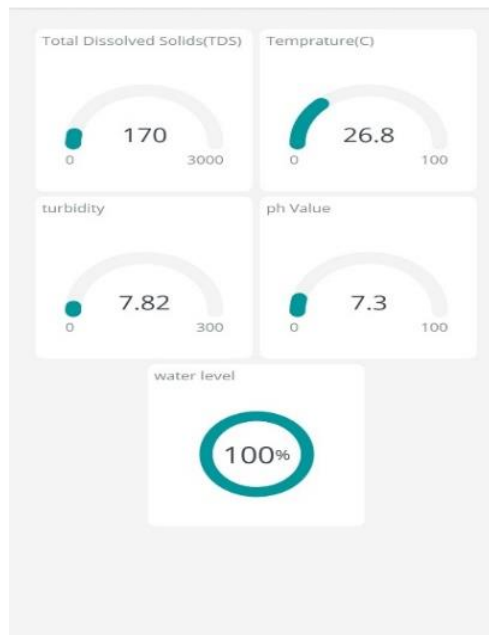 Total Dissolved Solids(TDS)
170
0 3000
Temprature(C)
26.8
0 100
turbidity
7.82
0 300
ph Value
7.3
0 100
water level
100%